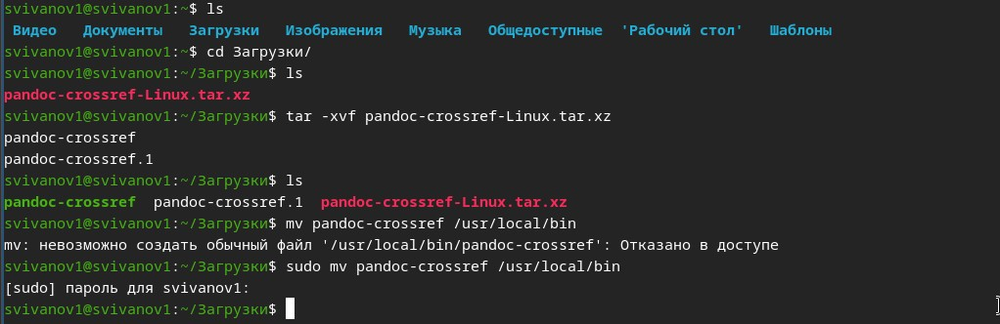 svivanov1@svivanov1:~$ ls
Видео Документы Загрузки Изображения Музыка Общедоступные 'Рабочий стол' Шаблоны
svivanov1@svivanov1:~$ cd Загрузки/
svivanov1@svivanov1:~/Загрузки$ ls
pandoc-crossref-Linux.tar.xz
svivanov1@svivanov1:~/Загрузки$ tar -xvf pandoc-crossref-Linux.tar.xz
pandoc-crossref
pandoc-crossref.1
svivanov1@svivanov1:~/Загрузки$ ls
pandoc-crossref pandoc-crossref.1 pandoc-crossref-Linux.tar.xz
svivanov1@svivanov1:~/Загрузки$ mv pandoc-crossref /usr/local/bin
mv: невозможно создать обычный файл '/usr/local/bin/pandoc-crossref': Отказано в доступе
svivanov1@svivanov1:~/Загрузки$ sudo mv pandoc-crossref /usr/local/bin
[sudo] пароль для svivanov1:
svivanov1@svivanov1:~/Загрузки$